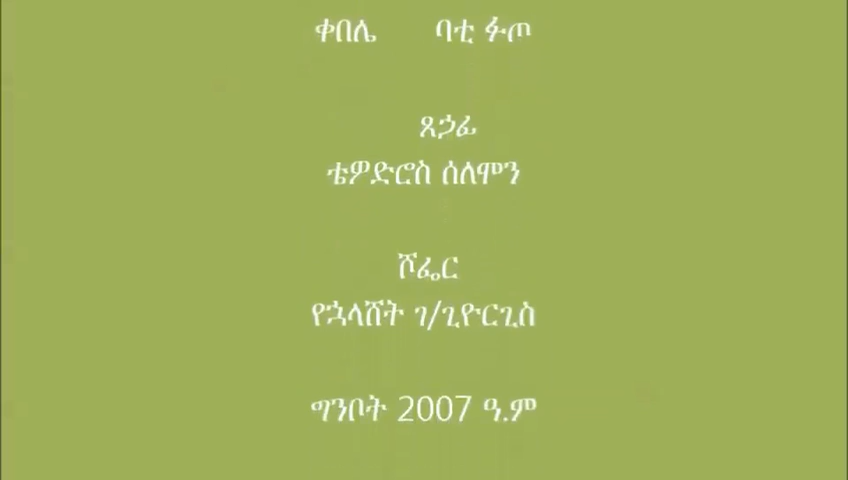 ቀበሌ ባቲ ፉጦ
ጸኃፊ
ቴዎድሮስ ሰለሞን
ሾፌር
የኋላሸት ገ/ጊዮርጊስ
ግንቦት 2007 ዓ.ም